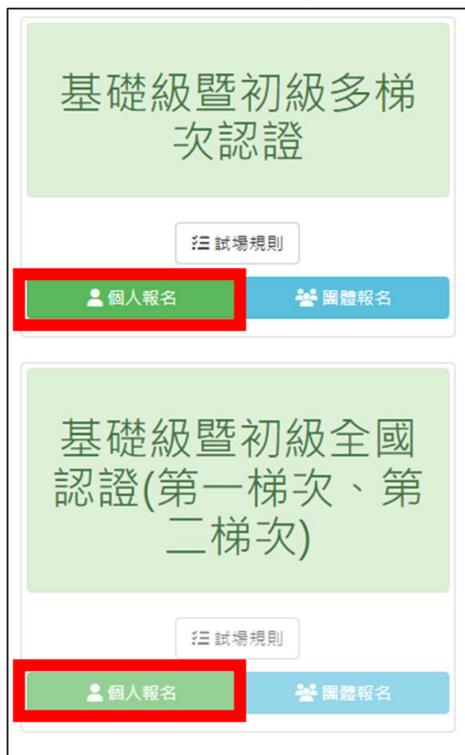 基礎級暨初級多梯
次認證
試場規則
個人報名 團體報名
基礎級暨初級全國
認證(第一梯次、第
二梯次)
試場規則
個人報名 團體報名